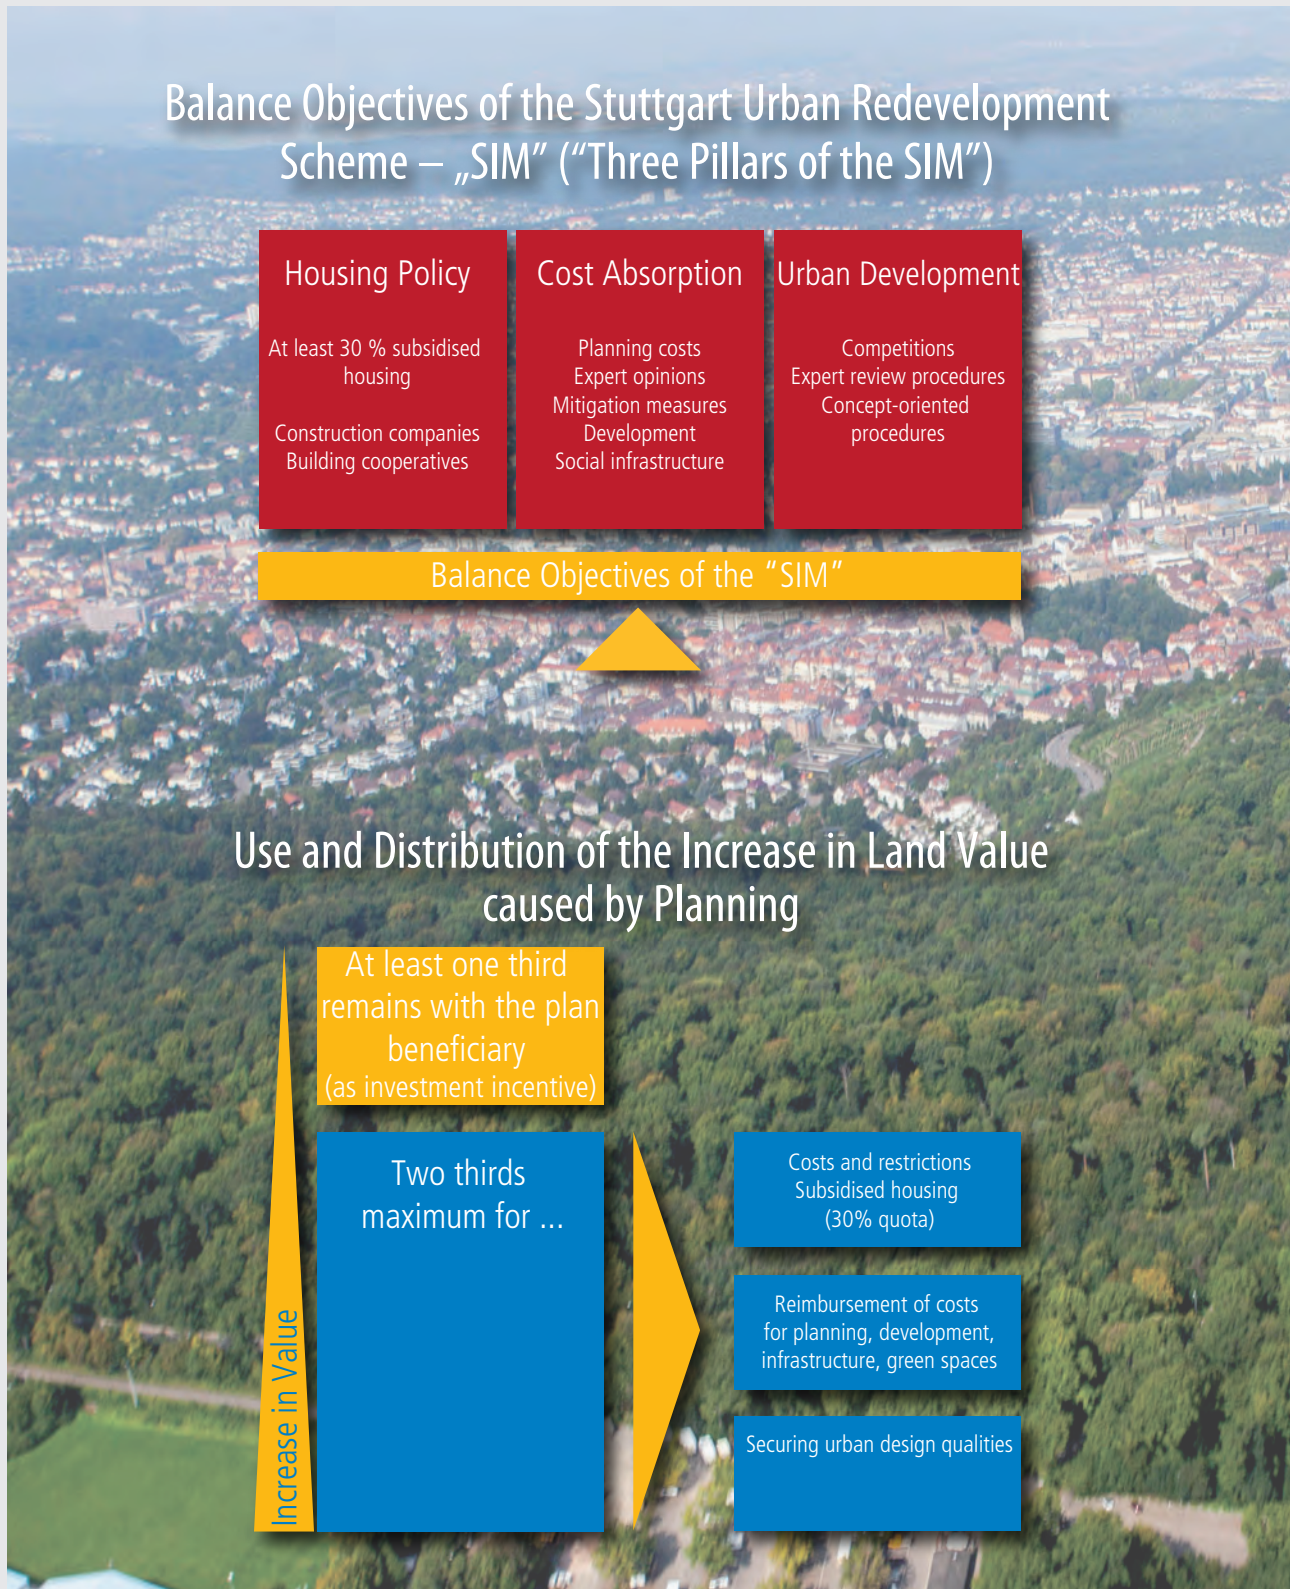 Balance Objectives of the Stuttgart Urban Redevelopment
Scheme – „SIM” (“Three Pillars of the SIM”)
Housing Policy
At least 30 % subsidised
housing
Construction companies
Building cooperatives
Cost Absorption
Planning costs
Expert opinions
Mitigation measures
Development
Social infrastructure
Urban Development
Competitions
Expert review procedures
Concept-oriented
procedures
Balance Objectives of the “SIM”
Use and Distribution of the Increase in Land Value
caused by Planning
Increase in Value
At least one third
remains with the plan
beneficiary
(as investment incentive)
Two thirds
maximum for ...
Costs and restrictions
Subsidised housing
(30% quota)
Reimbursement of costs
for planning, development,
infrastructure, green spaces
Securing urban design qualities